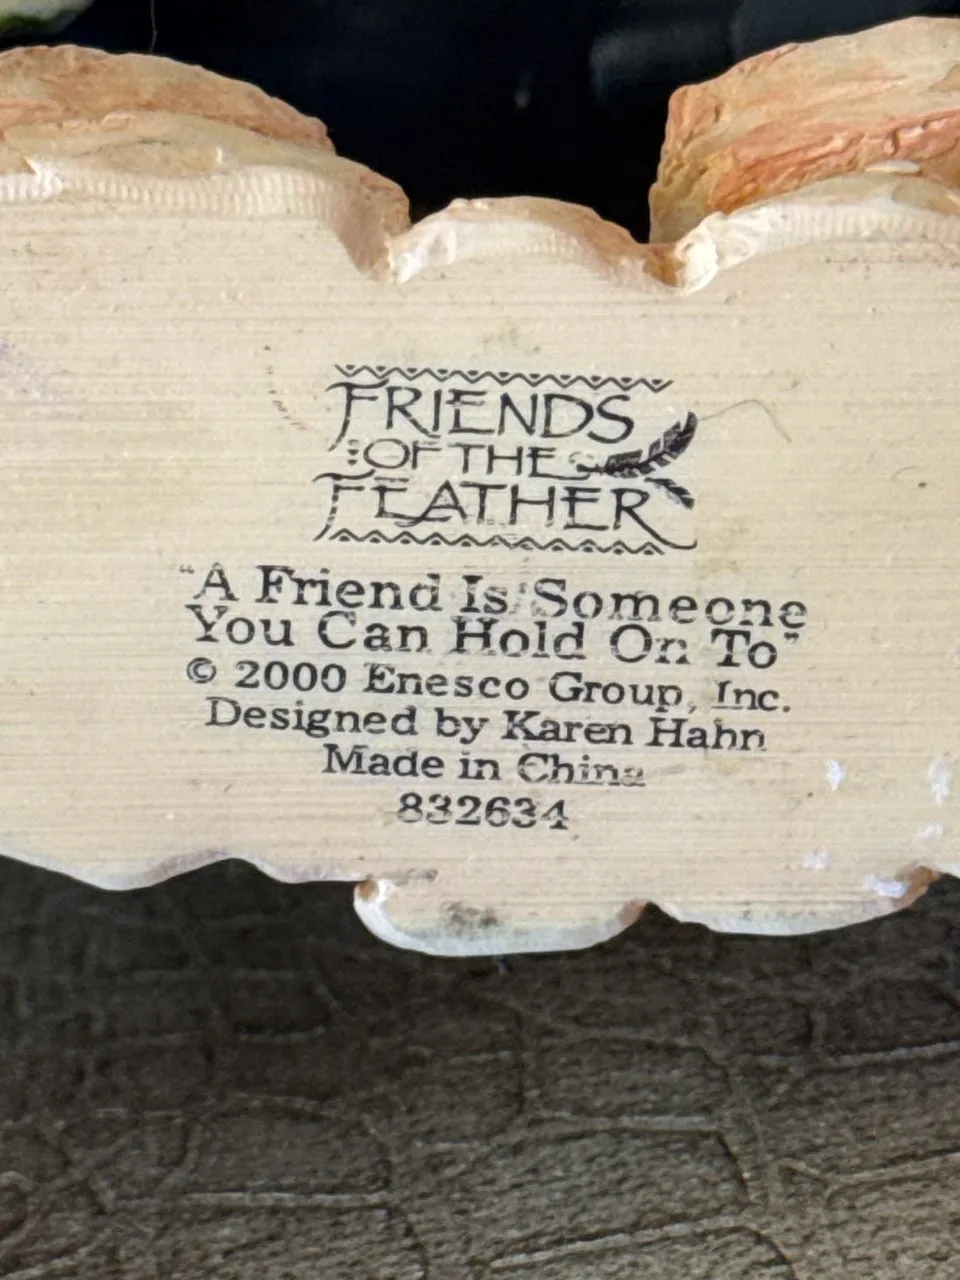 FRIENDS
OF THE
FEATHER
“A Friend Is Someone
You Can Hold On To”
© 2000 Enesco Group, Inc.
Designed by Karen Hahn
Made in China
832634